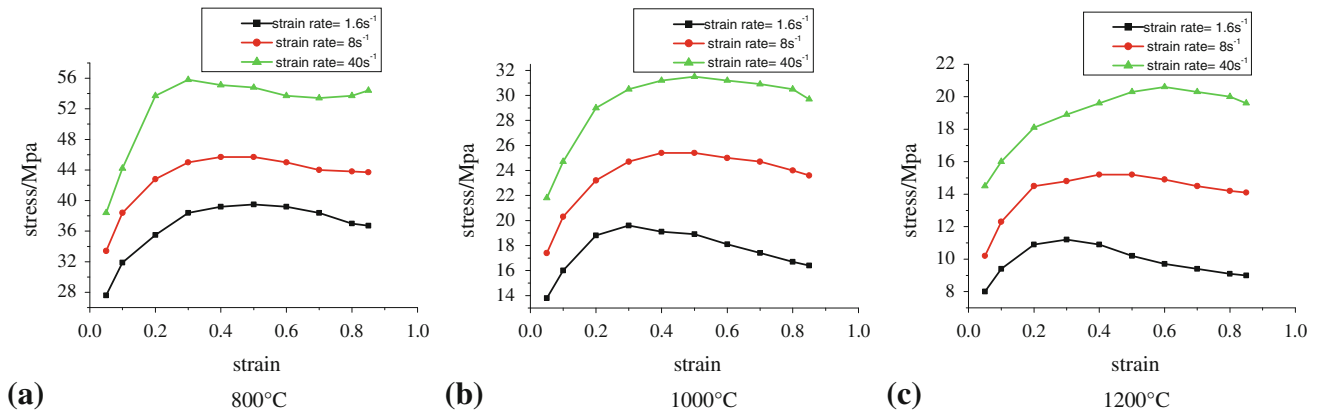 strain rate= 1.6s⁻¹
strain rate= 8s⁻¹
strain rate= 40s⁻¹
56
52
48
44
40
36
32
28
stress/Mpa
0.0 0.2 0.4 0.6 0.8 1.0
strain
(a) 800°C
strain rate= 1.6s⁻¹
strain rate= 8s⁻¹
strain rate= 40s⁻¹
32
30
28
26
24
22
20
18
16
14
stress/Mpa
0.0 0.2 0.4 0.6 0.8 1.0
strain
(b) 1000°C
strain rate= 1.6s⁻¹
strain rate= 8s⁻¹
strain rate= 40s⁻¹
22
20
18
16
14
12
10
8
stress/Mpa
0.0 0.2 0.4 0.6 0.8 1.0
strain
(c) 1200°C